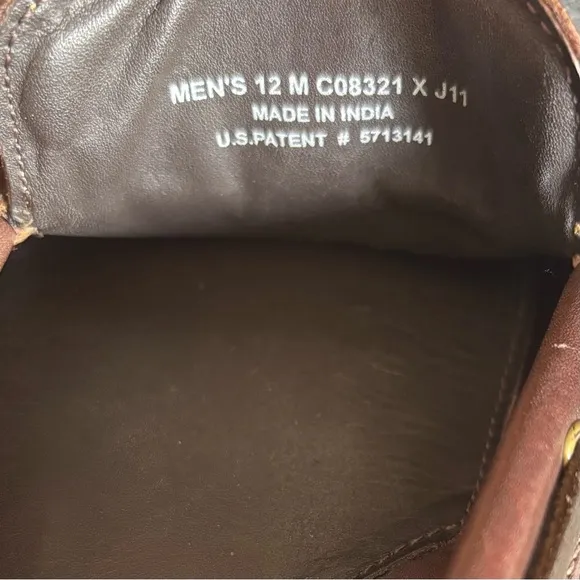 MEN'S 12 M C08321 X J11
MADE IN INDIA
U.S.PATENT # 5713141